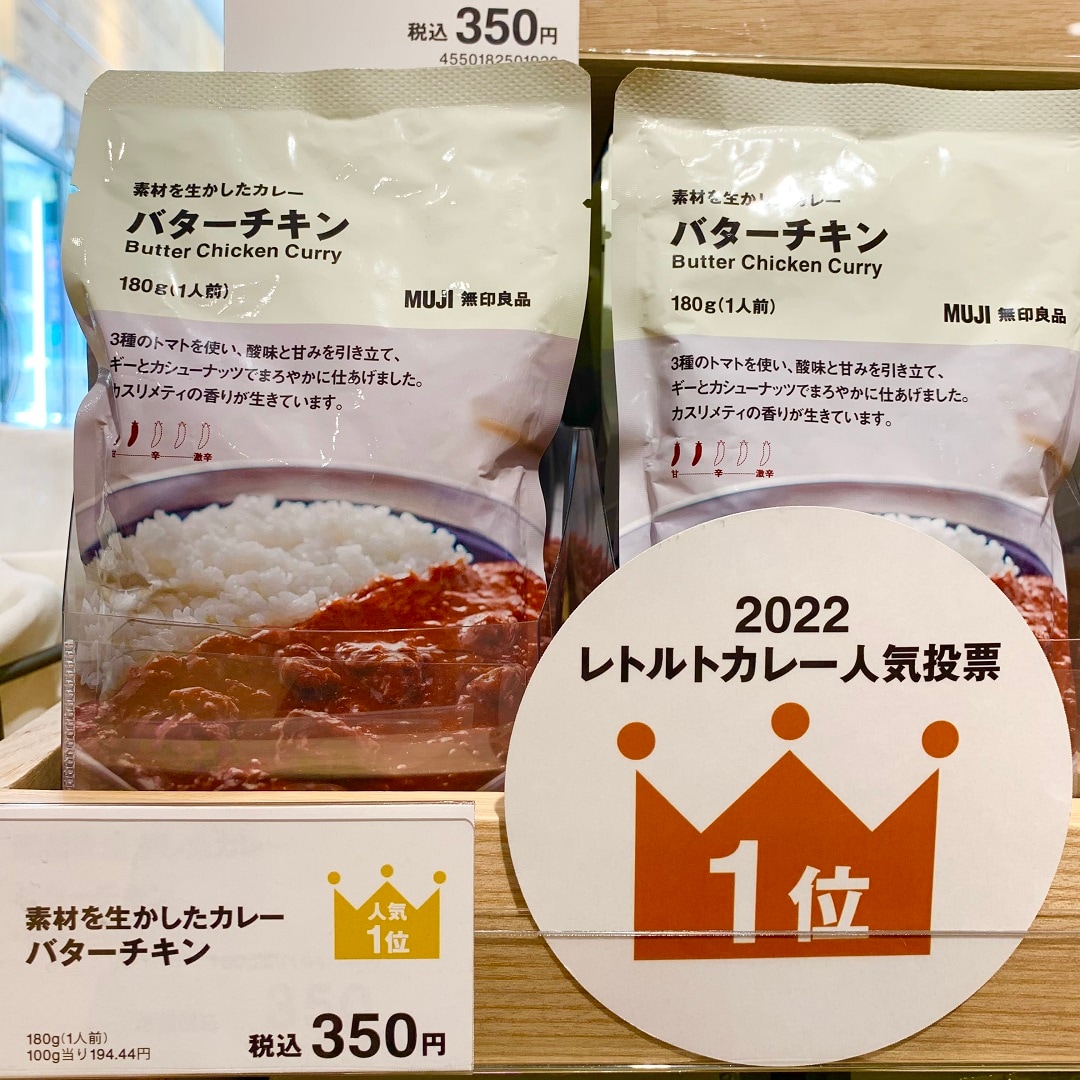 税込 350円
素材を生かしたカレー
バターチキン
Butter Chicken Curry
180g(1人前)
MUJI 無印良品
3種のトマトを使い、酸味と甘みを引き立て、
ギーとカシューナッツでまろやかに仕あげました。
カスリメティの香りが生きています。
甘 辛 激辛
素材を生かしたカレー
バターチキン
Butter Chicken Curry
180g(1人前)
MUJI 無印良品
3種のトマトを使い、酸味と甘みを引き立て、
ギーとカシューナッツでまろやかに仕あげました。
カスリメティの香りが生きています。
甘 辛 激辛
2022
レトルトカレー人気投票
1位
素材を生かしたカレー
バターチキン
人気
1位
180g(1人前)
100g当り194.44円
税込 350円